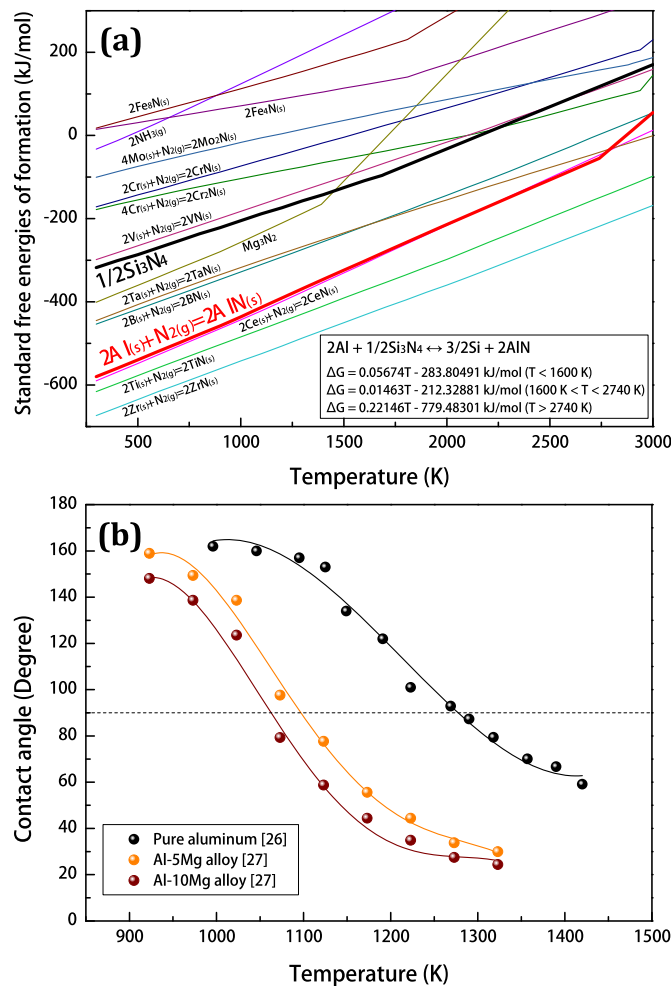 (a)
Standard free energies of formation (kJ/mol)
200
0
-200
-400
-600
2Fe₈N(s)
2Fe₄N(s)
2NH₃(g)
4Mo(s)+N₂(g)=2Mo₂N(s)
2Cr(s)+N₂(g)=2CrN(s)
4Cr(s)+N₂(g)=2Cr₂N(s)
2V(s)+N₂(g)=2VN(s)
Mg₃N₂
1/2Si₃N₄
2Ta(s)+N₂(g)=2TaN(s)
2B(s)+N₂(g)=2BN(s)
2A l(s)+N₂(g)=2A lN(s)
2Ce(s)+N₂(g)=2CeN(s)
2Ti(s)+N₂(g)=2TiN(s)
2Zr(s)+N₂(g)=2ZrN(s)
2Al + 1/2Si₃N₄ ↔ 3/2Si + 2AlN
ΔG = 0.05674T - 283.80491 kJ/mol (T < 1600 K)
ΔG = 0.01463T - 212.32881 kJ/mol (1600 K < T < 2740 K)
ΔG = 0.22146T - 779.48301 kJ/mol (T > 2740 K)
500 1000 1500 2000 2500 3000
Temperature (K)
(b)
Contact angle (Degree)
180
160
140
120
100
80
60
40
20
0
Pure aluminum [26]
Al-5Mg alloy [27]
Al-10Mg alloy [27]
900 1000 1100 1200 1300 1400 1500
Temperature (K)